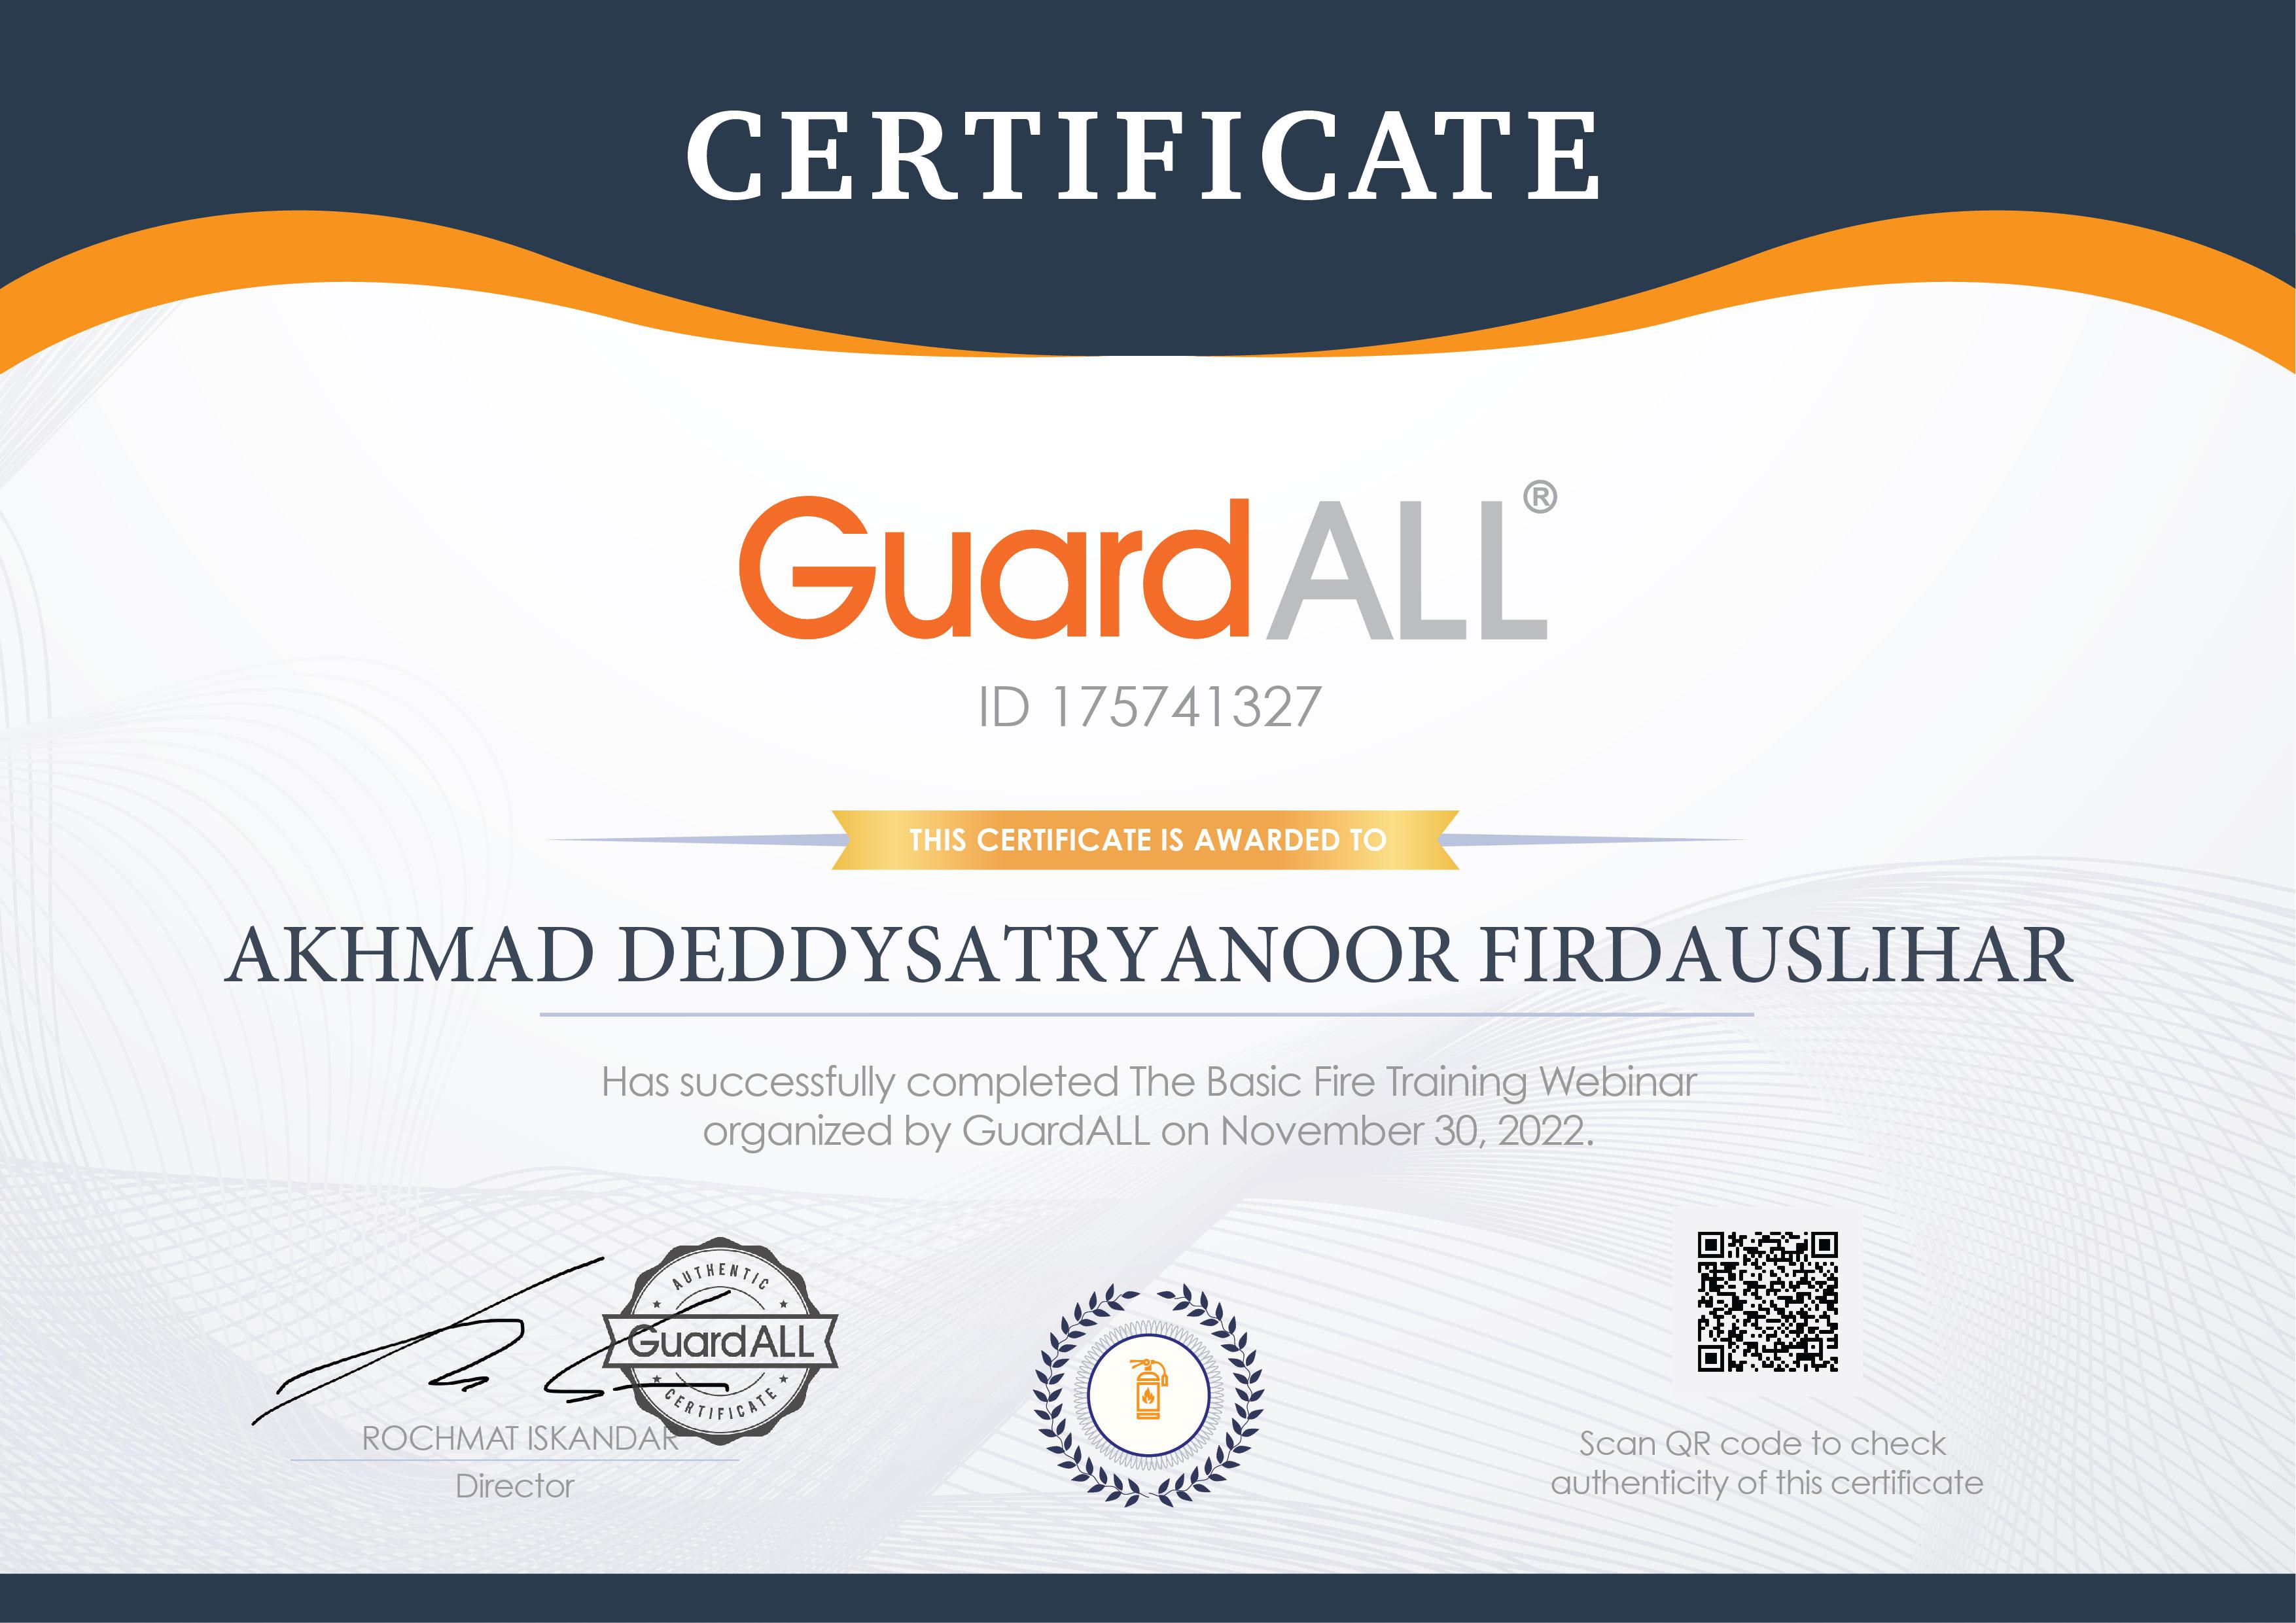 CERTIFICATE
GuardALL®
ID 175741327
THIS CERTIFICATE IS AWARDED TO
AKHMAD DEDDYSATRYANOOR FIRDAUSLIHAR
Has successfully completed The Basic Fire Training Webinar
organized by GuardALL on November 30, 2022.
AUTHENTIC
GuardALL
CERTIFICATE
ROCHMAT ISKANDAR
Director
Scan QR code to check
authenticity of this certificate